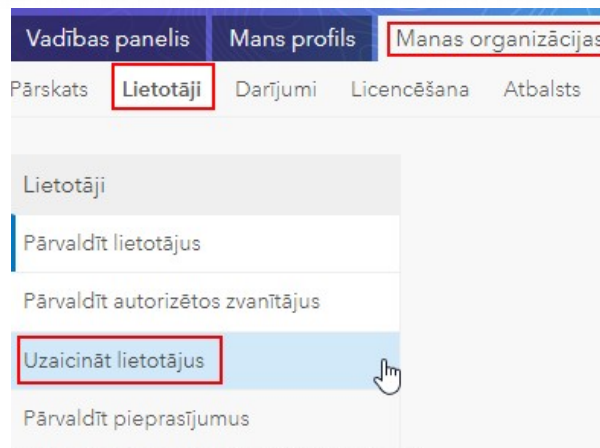 Vadības panelis Mans profils Manas organizācijas
Pārskats Lietotāji Darījumi Licencēšana Atbalsts
Lietotāji
Pārvaldīt lietotājus
Pārvaldīt autorizētos zvanītājus
Uzaicināt lietotājus
Pārvaldīt pieprasījumus